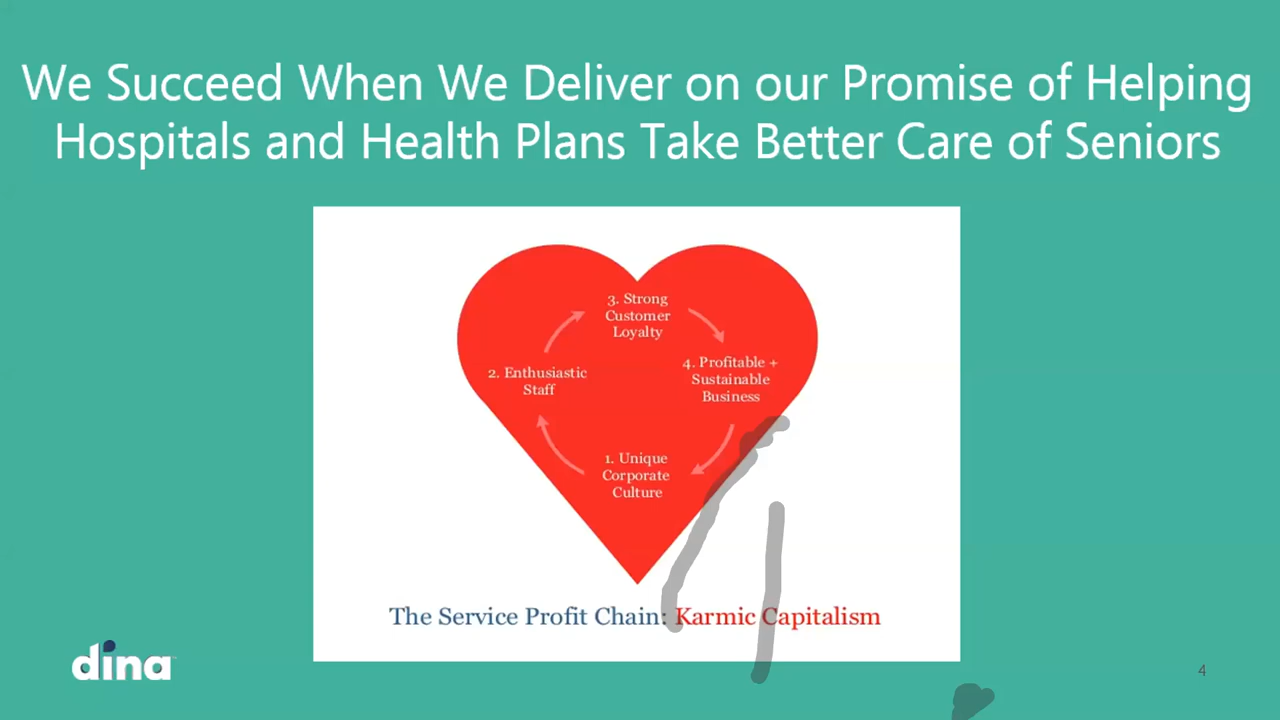 We Succeed When We Deliver on our Promise of Helping
Hospitals and Health Plans Take Better Care of Seniors
3. Strong
Customer
Loyalty
4. Profitable +
Sustainable
Business
2. Enthusiastic
Staff
1. Unique
Corporate
Culture
The Service Profit Chain: Karmic Capitalism
dina
4